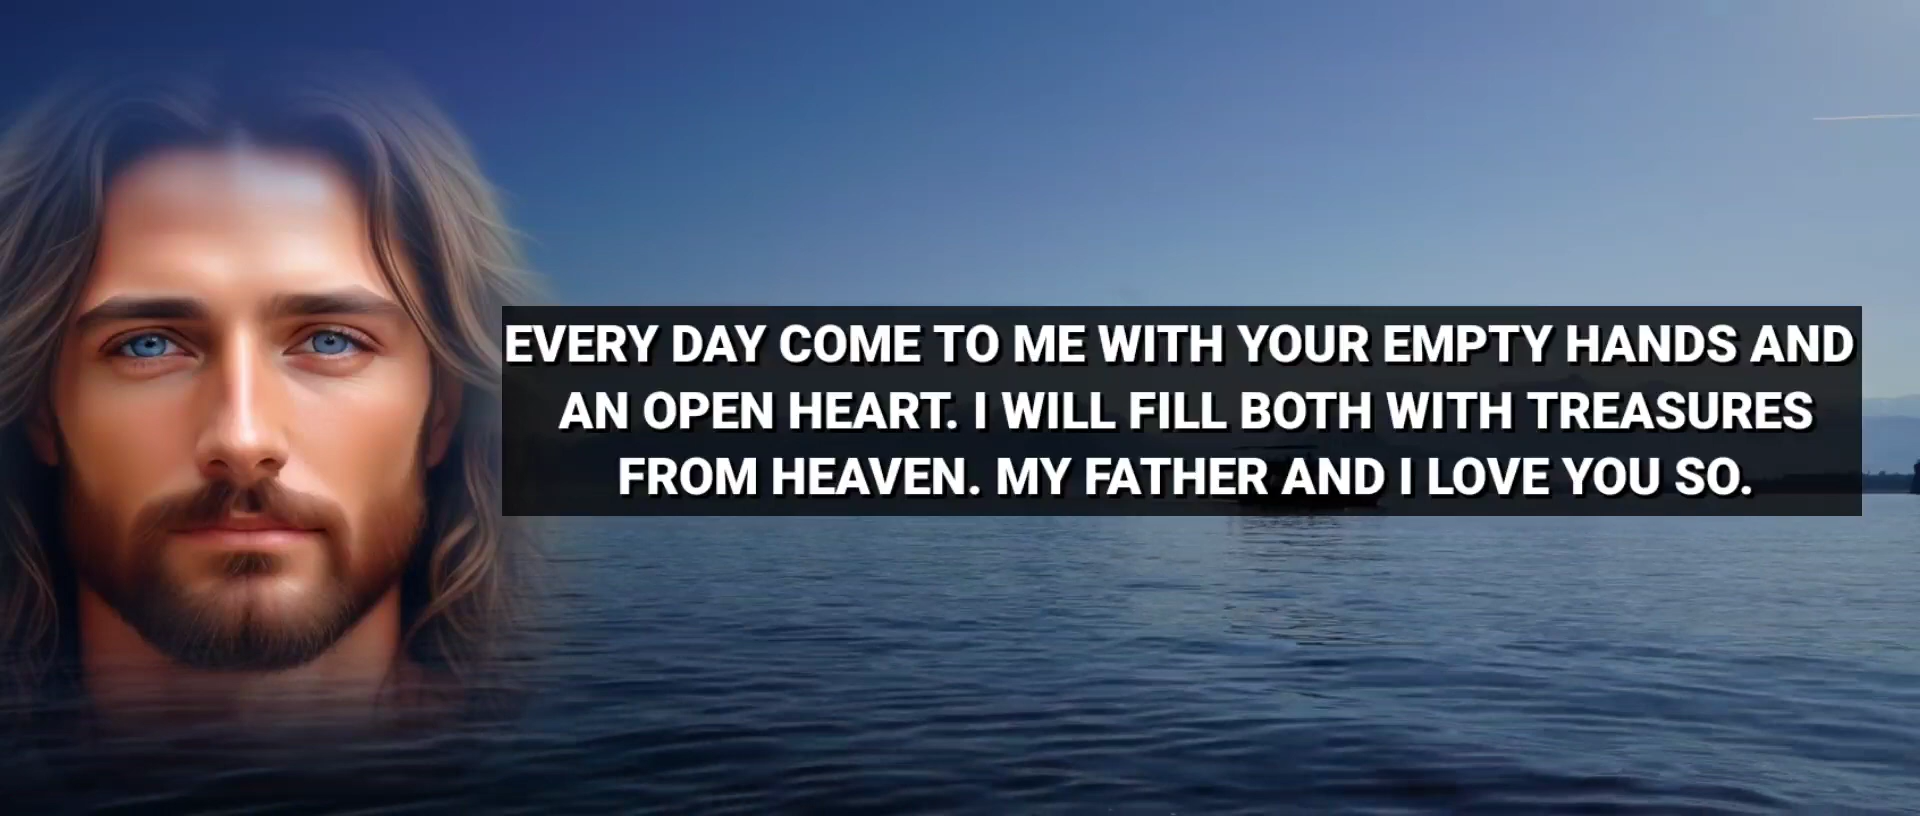 EVERY DAY COME TO ME WITH YOUR EMPTY HANDS AND
AN OPEN HEART. I WILL FILL BOTH WITH TREASURES
FROM HEAVEN. MY FATHER AND I LOVE YOU SO.